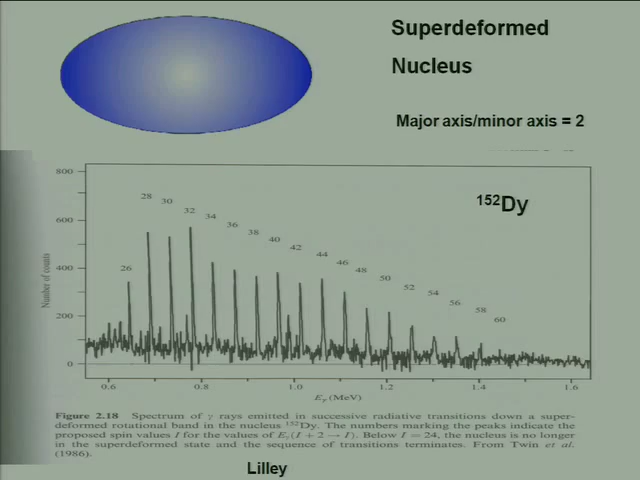 Superdeformed
Nucleus
Major axis/minor axis = 2
152Dy
800
600
400
200
0
Number of counts
26
28
30
32
34
36
38
40
42
44
46
48
50
52
54
56
58
60
0.6
0.8
1.0
1.2
1.4
1.6
Eγ (MeV)
Figure 2.18 Spectrum of γ rays emitted in successive radiative transitions down a super-
deformed rotational band in the nucleus 152Dy. The numbers marking the peaks indicate the
proposed spin values I for the values of Eγ(I + 2 → I). Below I = 24, the nucleus is no longer
in the superdeformed state and the sequence of transitions terminates. From Twin et al.
(1986).
Lilley